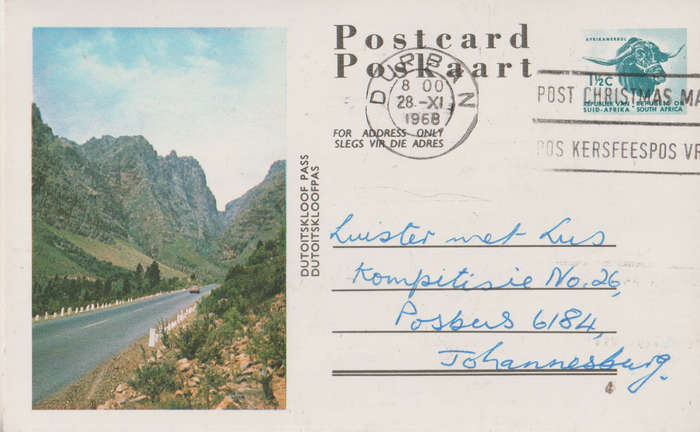 Postcard
Poskaart
AFRIKANERBUL
1½C
REPUBLIEK VAN REPUBLIC OF
SUID-AFRIKA SOUTH AFRICA
DURBAN
8 00
28.-XI.
1968
POST CHRISTMAS MA
POS KERSFEESPOS VR
FOR ADDRESS ONLY
SLEGS VIR DIE ADRES
DUTOITSKLOOF PASS
DUTOITSKLOOFPAS
Luister met Lus
Kompitisie No.26,
Posbus 6184,
Johannesburg.
4